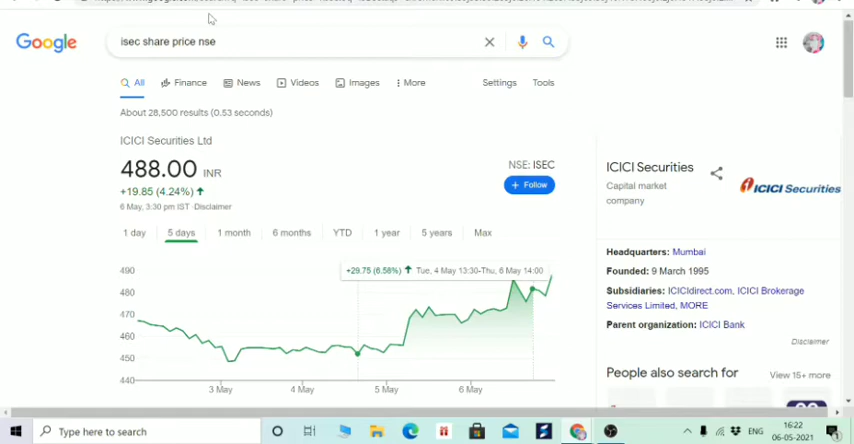 Google
isec share price nse
All Finance News Videos Images More Settings Tools
About 28,500 results (0.53 seconds)
ICICI Securities Ltd
488.00 INR
NSE: ISEC
+19.85 (4.24%)
Follow
6 May, 3:30 pm IST · Disclaimer
1 day 5 days 1 month 6 months YTD 1 year 5 years Max
+29.75 (6.58%) Tue, 4 May 13:30-Thu, 6 May 14:00
490
480
470
460
450
440
3 May 4 May 5 May 6 May
ICICI Securities
Capital market
company
ICICI Securities
Headquarters: Mumbai
Founded: 9 March 1995
Subsidiaries: ICICIdirect.com, ICICI Brokerage
Services Limited, MORE
Parent organization: ICICI Bank
Disclaimer
People also search for View 15+ more
Type here to search
ENG
16:22
06-05-2021